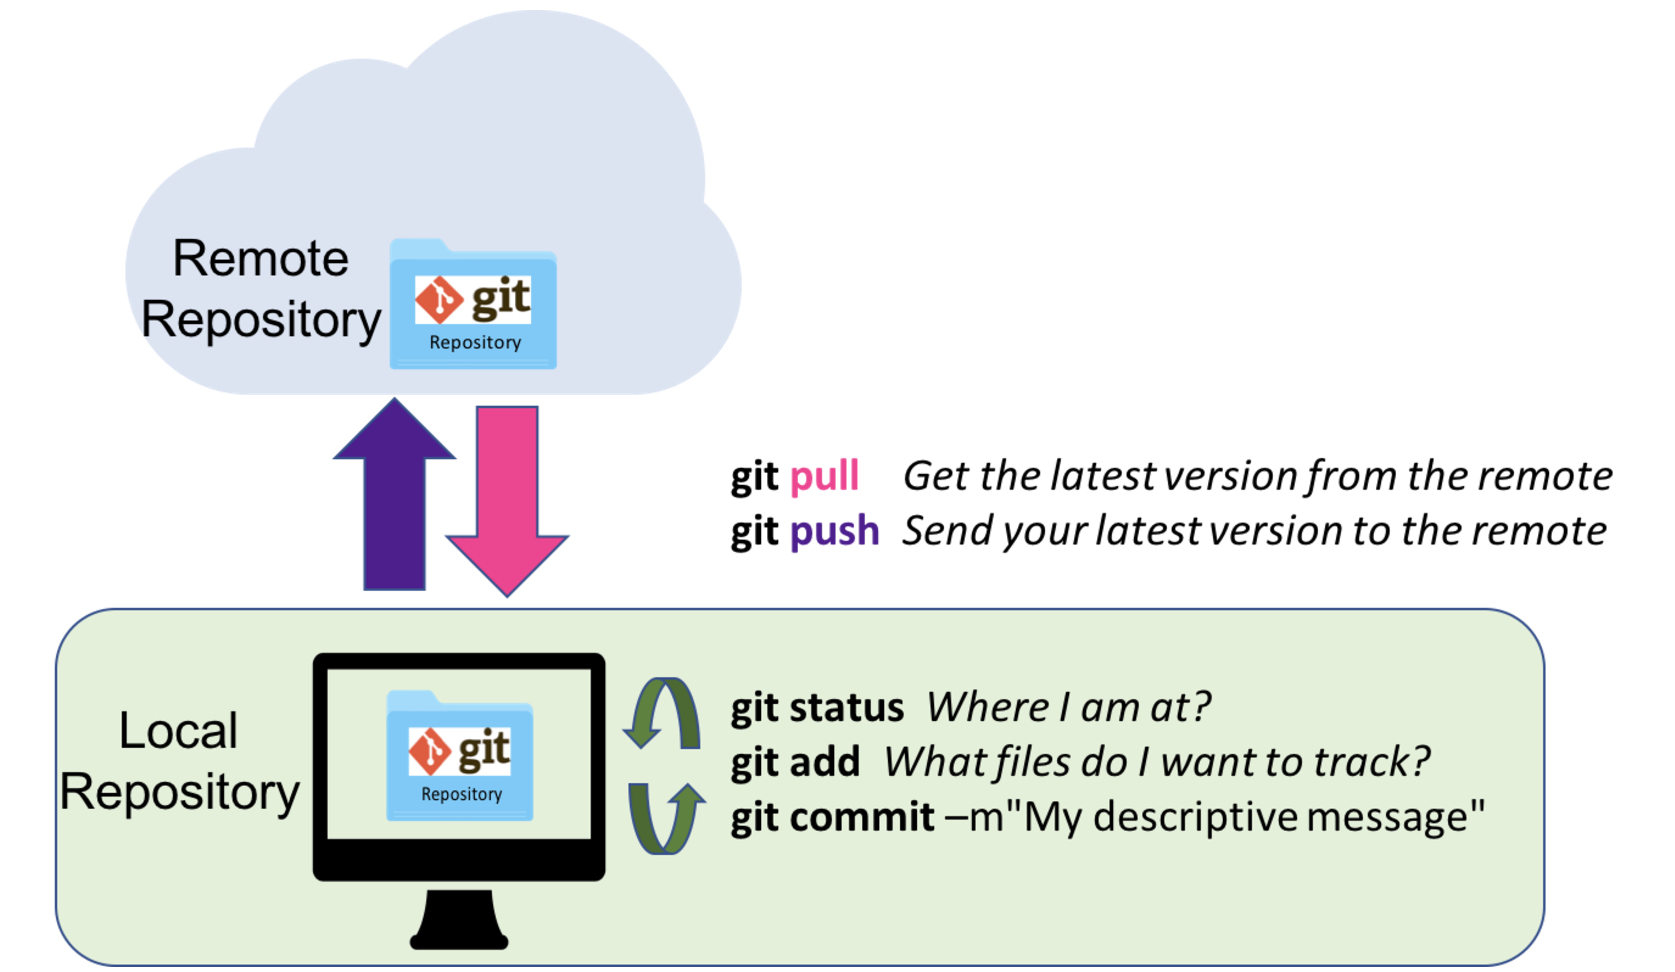 Remote
Repository
git
Repository
git pull Get the latest version from the remote
git push Send your latest version to the remote
Local
Repository
git
Repository
git status Where I am at?
git add What files do I want to track?
git commit –m"My descriptive message"